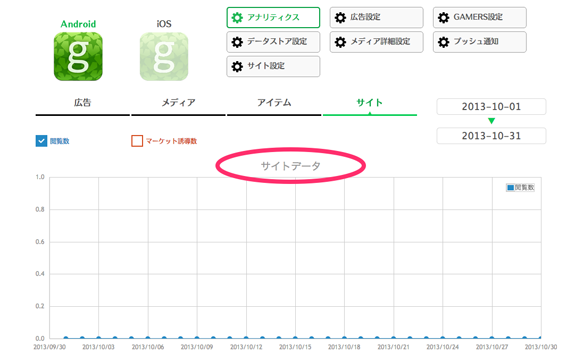 Android
iOS
g
g
アナリティクス
広告設定
GAMERS設定
データストア設定
メディア詳細設定
プッシュ通知
サイト設定
広告
メディア
アイテム
サイト
2013-10-01
2013-10-31
閲覧数
マーケット誘導数
サイトデータ
閲覧数
1.0
0.8
0.6
0.4
0.2
0.0
2013/09/30
2013/10/03
2013/10/06
2013/10/09
2013/10/12
2013/10/15
2013/10/18
2013/10/21
2013/10/24
2013/10/27
2013/10/30